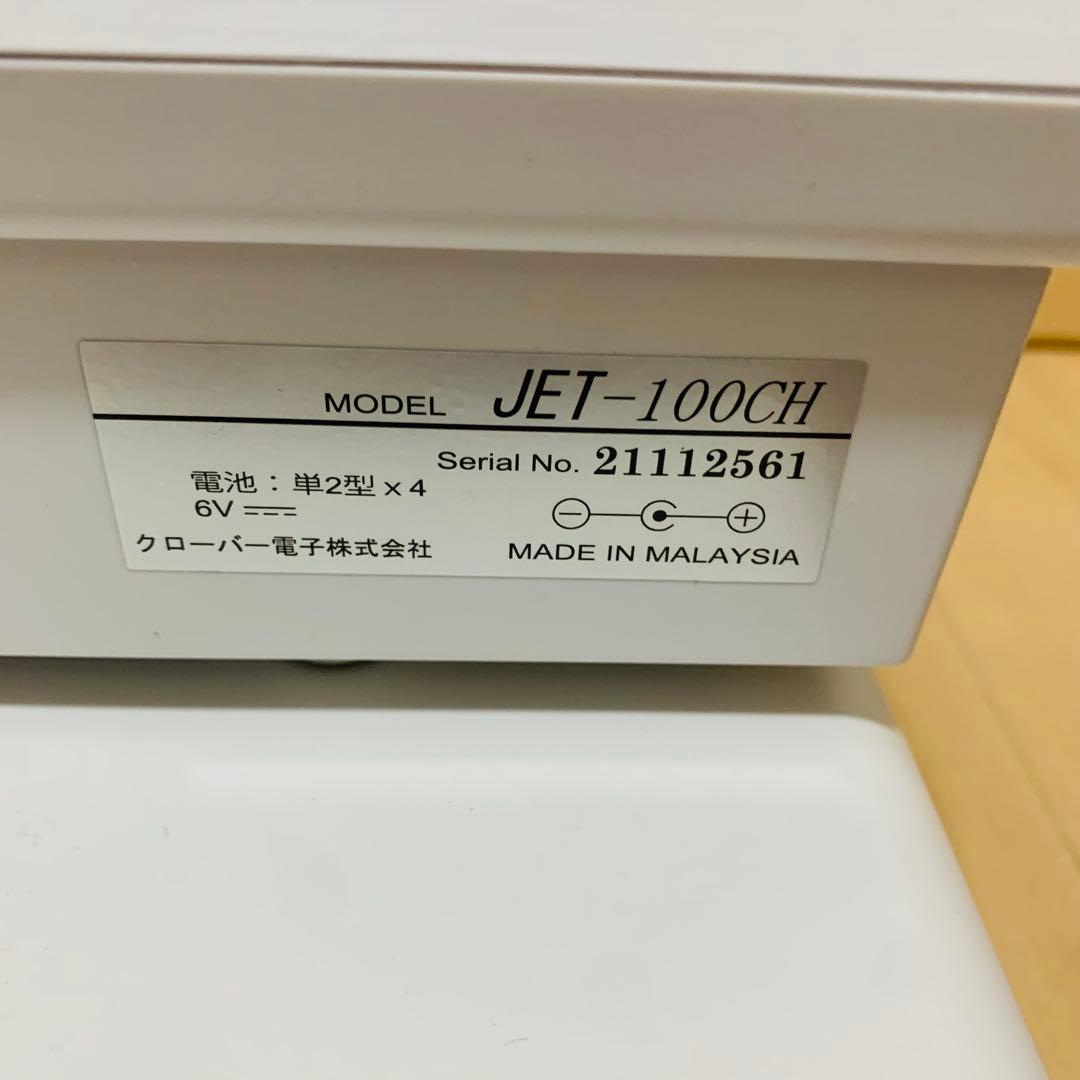 MODEL JET-100CH
Serial No. 21112561
電池：単2型×4
6V
クローバー電子株式会社
MADE IN MALAYSIA